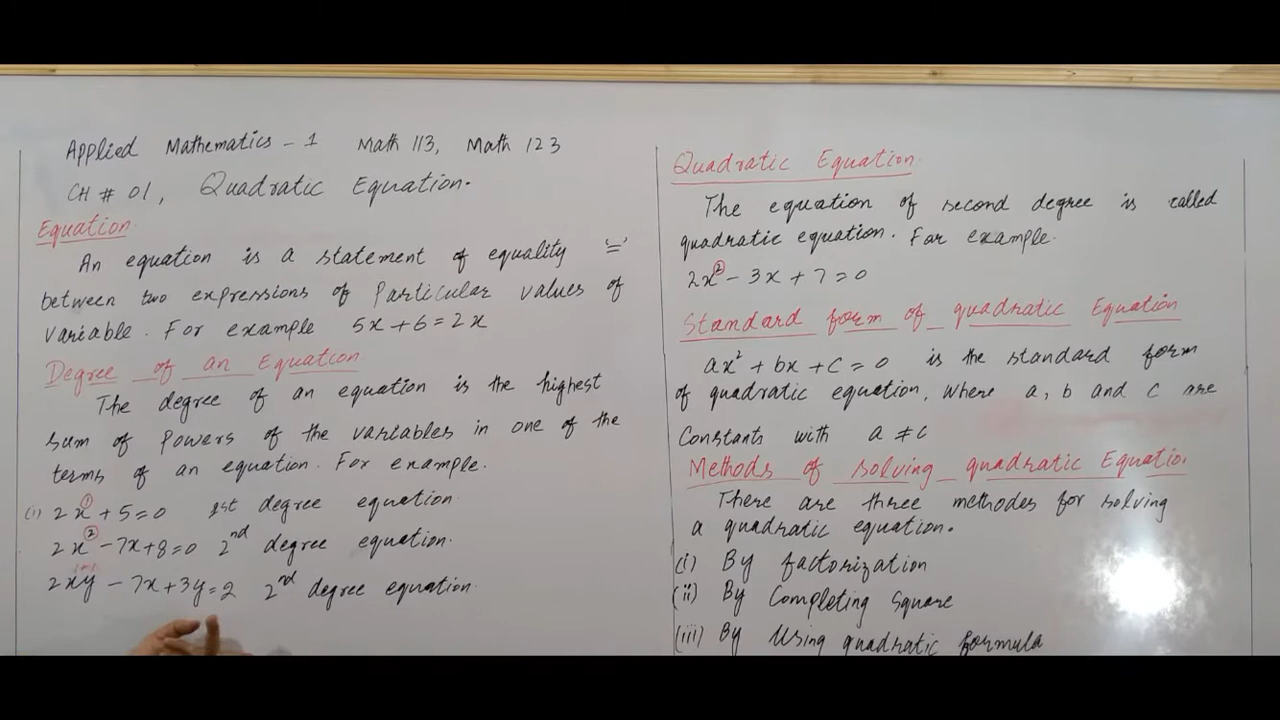 Applied Mathematics - 1 Math 113, Math 123
CH # 01, Quadratic Equation.
Equation
An equation is a statement of equality '='
between two expressions of Particular values of
variable. For example 5x + 6 = 2x
Degree of an Equation
The degree of an equation is the highest
sum of Powers of the variables in one of the
terms of an equation. For example.
(i) 2x¹ + 5 = 0 1st degree equation
2x² - 7x + 8 = 0 2nd degree equation.
1+1
2xy - 7x + 3y = 2 2nd degree equation.
Quadratic Equation
The equation of second degree is called
quadratic equation. For example.
2x² - 3x + 7 = 0
Standard form of quadratic Equation
ax² + bx + c = 0 is the standard form
of quadratic equation, where a, b and c are
Constants with a ≠ c
Methods of solving quadratic Equatio.
There are three methodes for solving
a quadratic equation.
(i) By factorization
(ii) By Completing Square
(iii) By Using quadratic formula